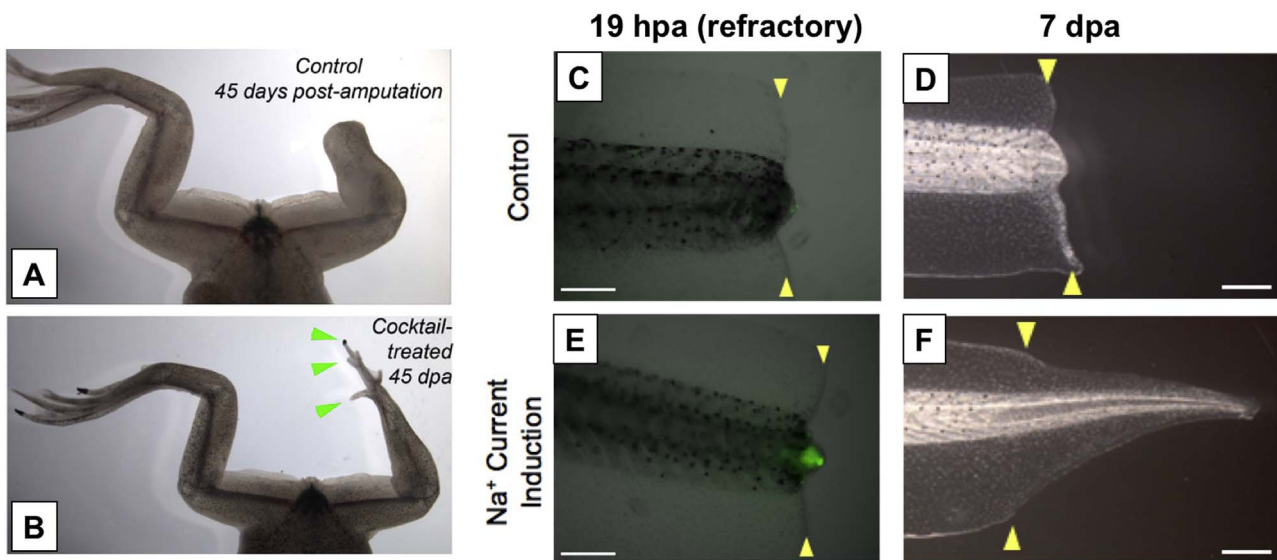 19 hpa (refractory)
7 dpa
A
Control
45 days post-amputation
B
Cocktail-
treated
45 dpa
Control
C
D
Na⁺ Current
Induction
E
F